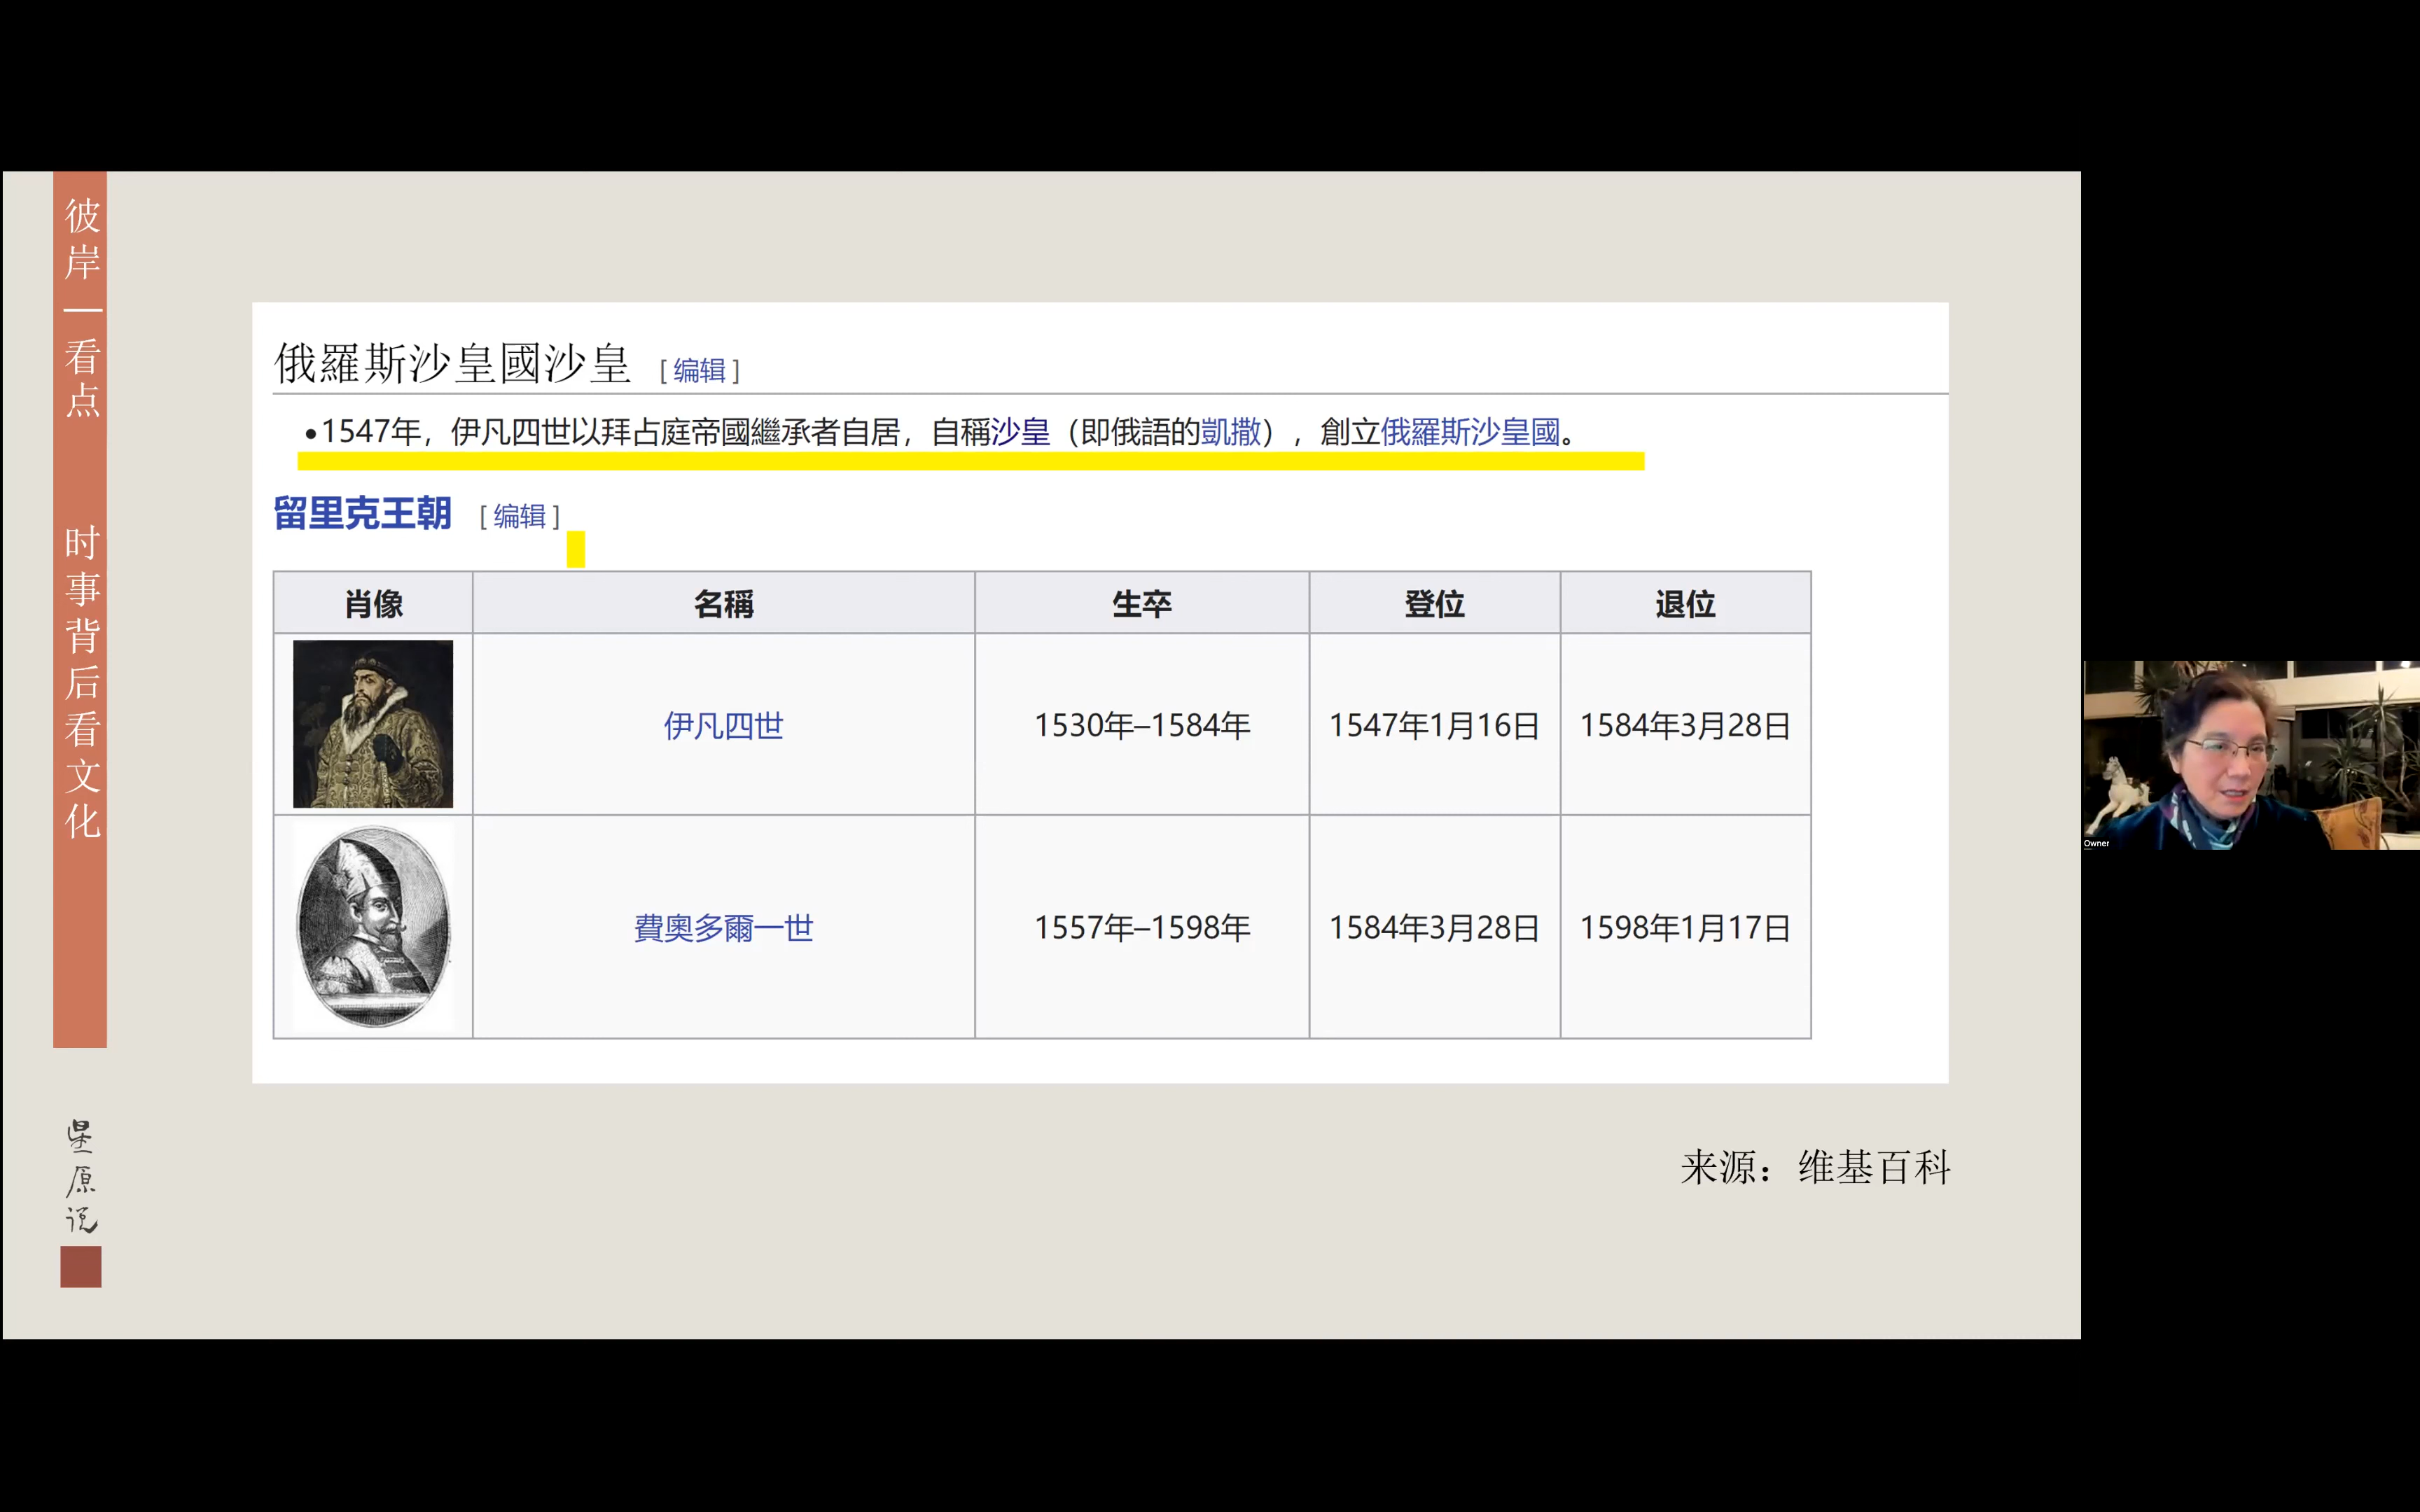 彼岸｜看点
时事背后看文化
星原说
俄羅斯沙皇國沙皇 [编辑]
•1547年，伊凡四世以拜占庭帝國繼承者自居，自稱沙皇（即俄語的凱撒），創立俄羅斯沙皇國。
留里克王朝 [编辑]
肖像 名稱 生卒 登位 退位
伊凡四世 1530年–1584年 1547年1月16日 1584年3月28日
費奧多爾一世 1557年–1598年 1584年3月28日 1598年1月17日
来源：维基百科
Owner